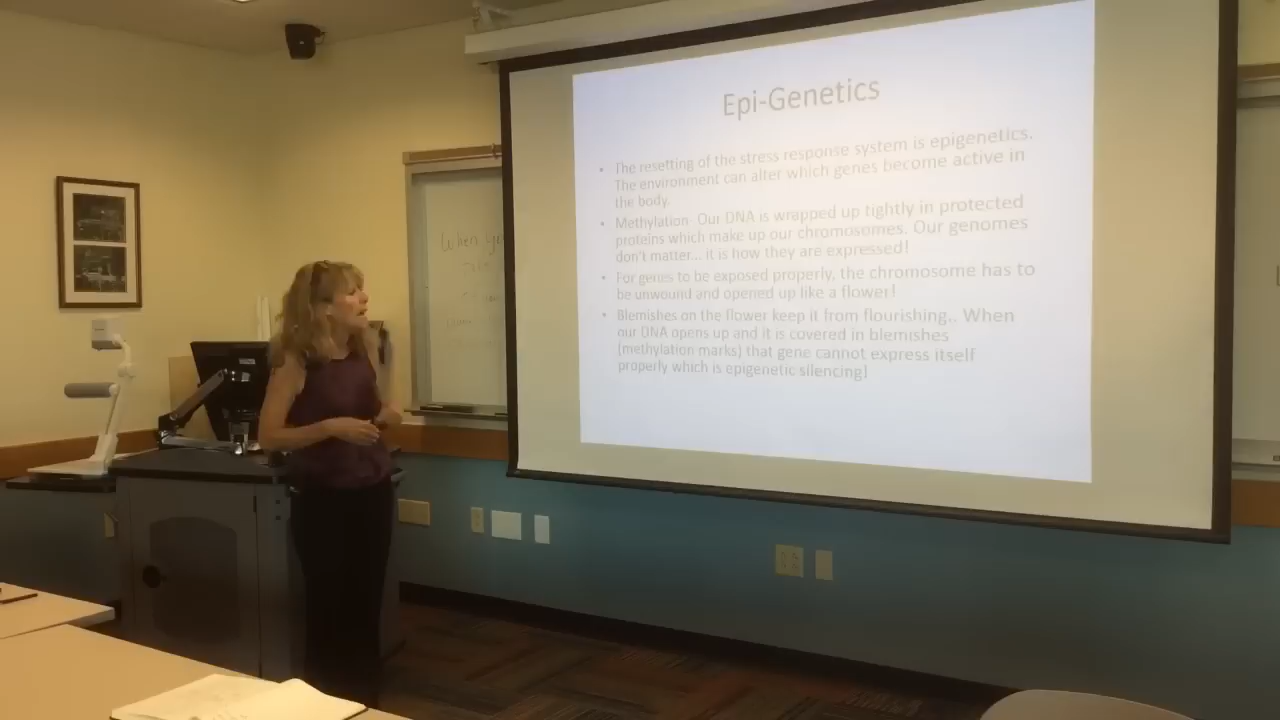 Epi-Genetics
• The resetting of the stress response system is epigenetics.
The environment can alter which genes become active in
the body.
• Methylation- Our DNA is wrapped up tightly in protected
proteins which make up our chromosomes. Our genomes
don't matter... it is how they are expressed!
• For genes to be exposed properly, the chromosome has to
be unwound and opened up like a flower!
• Blemishes on the flower keep it from flourishing.. When
our DNA opens up and it is covered in blemishes
(methylation marks) that gene cannot express itself
properly which is epigenetic silencing!
When